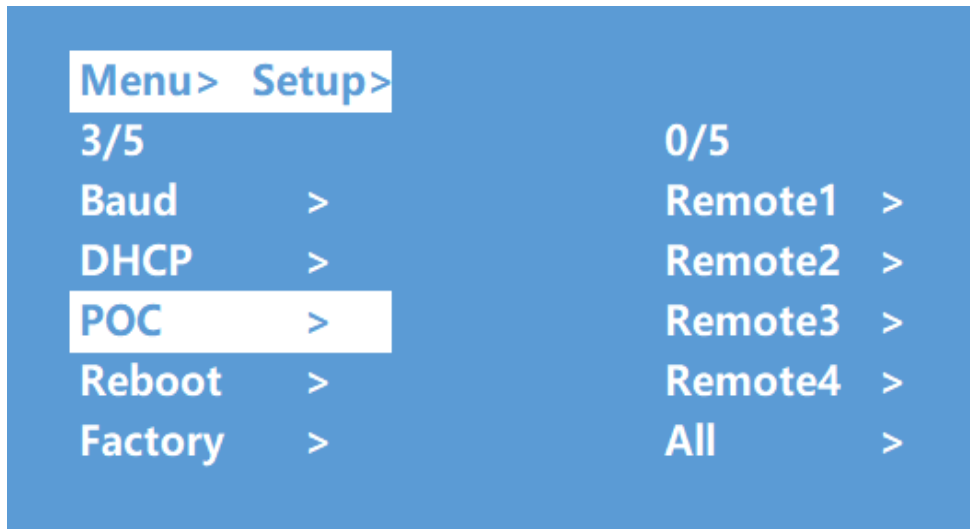 Menu> Setup>
3/5 0/5
Baud > Remote1 >
DHCP > Remote2 >
POC > Remote3 >
Reboot > Remote4 >
Factory > All >